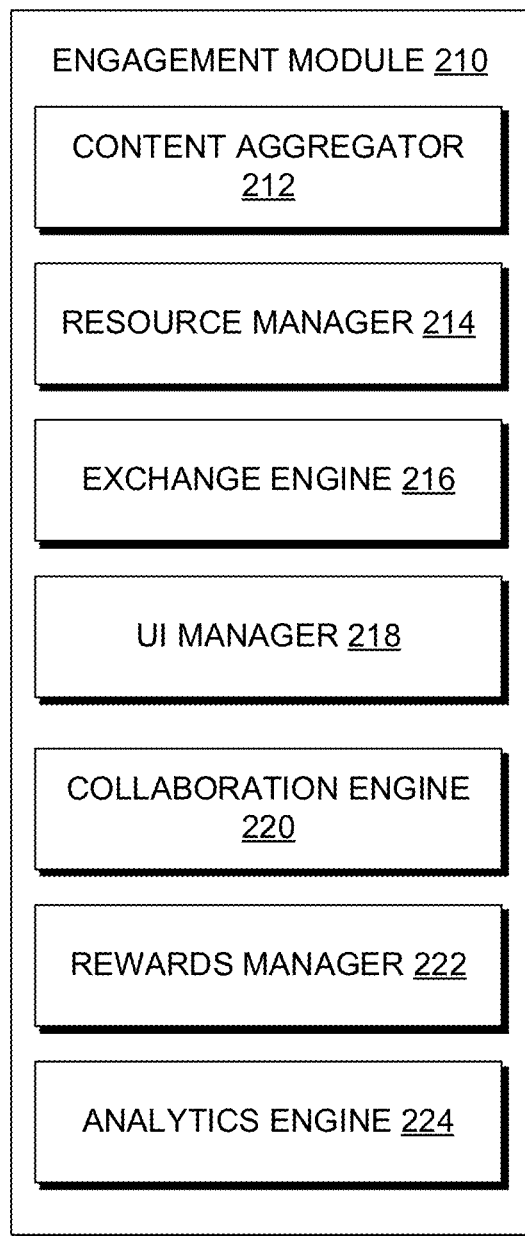 ENGAGEMENT MODULE 210
CONTENT AGGREGATOR
212
RESOURCE MANAGER 214
EXCHANGE ENGINE 216
UI MANAGER 218
COLLABORATION ENGINE
220
REWARDS MANAGER 222
ANALYTICS ENGINE 224